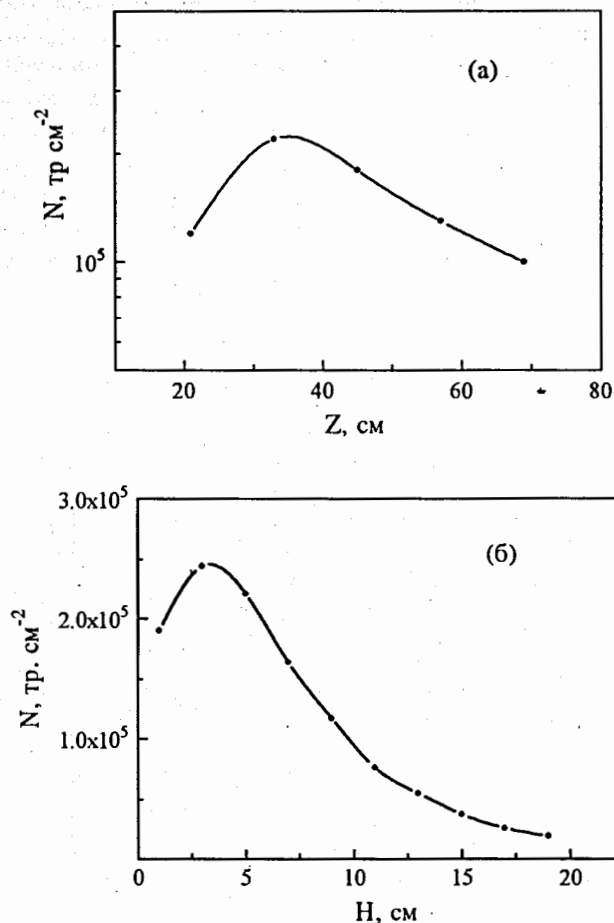 (а)
N, тр см⁻²
10⁵
20 40 60 80
Z, см
3.0x10⁵
(б)
2.0x10⁵
N, тр. см⁻²
1.0x10⁵
0 5 10 15 20
H, см